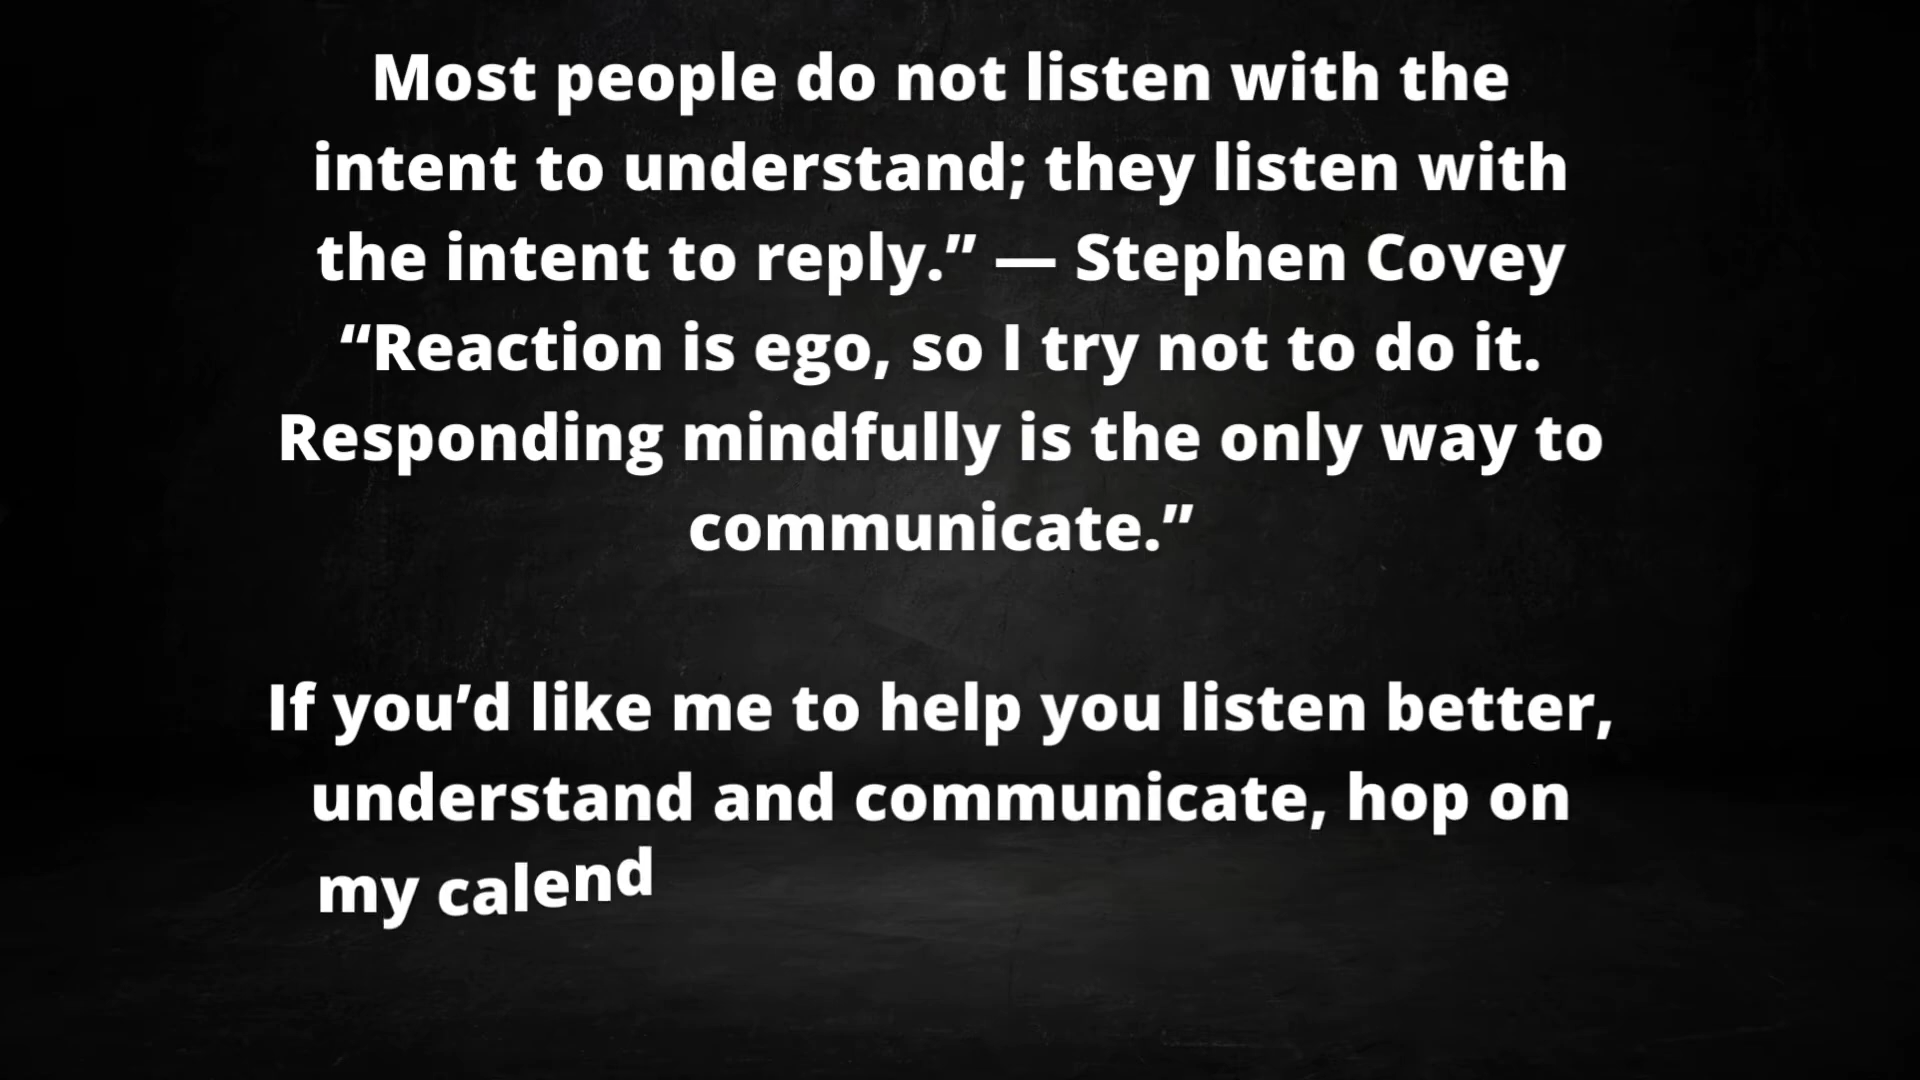 Most people do not listen with the
intent to understand; they listen with
the intent to reply.” — Stephen Covey
“Reaction is ego, so I try not to do it.
Responding mindfully is the only way to
communicate.”
If you’d like me to help you listen better,
understand and communicate, hop on
my calend